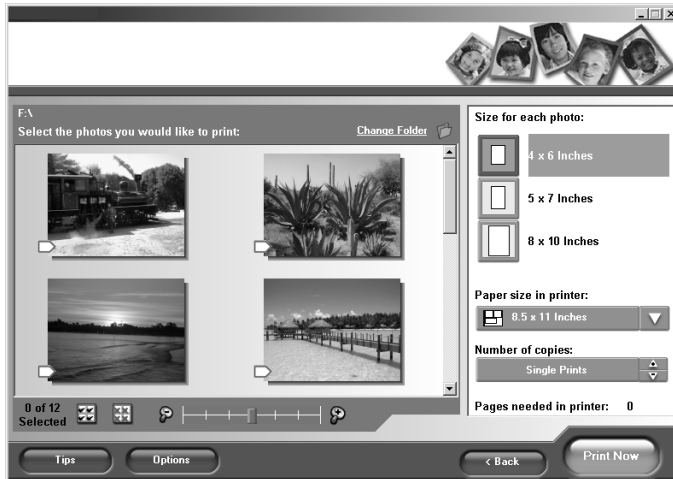 F:\
Select the photos you would like to print:
Change Folder
0 of 12
Selected
Size for each photo:
4 x 6 Inches
5 x 7 Inches
8 x 10 Inches
Paper size in printer:
8.5 x 11 Inches
Number of copies:
Single Prints
Pages needed in printer: 0
Tips
Options
< Back
Print Now